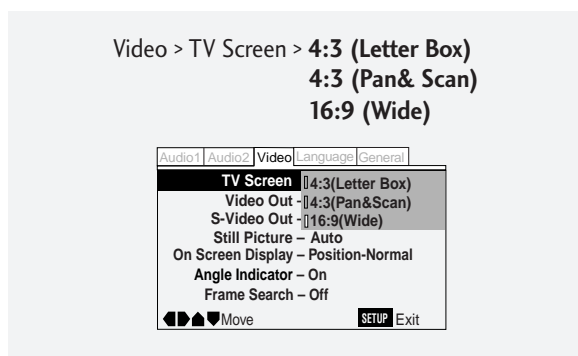 Video > TV Screen > 4:3 (Letter Box)
4:3 (Pan& Scan)
16:9 (Wide)
Audio1 Audio2 Video Language General
TV Screen 4:3(Letter Box)
Video Out - 4:3(Pan&Scan)
S-Video Out - 16:9(Wide)
Still Picture – Auto
On Screen Display – Position-Normal
Angle Indicator – On
Frame Search – Off
Move SETUP Exit